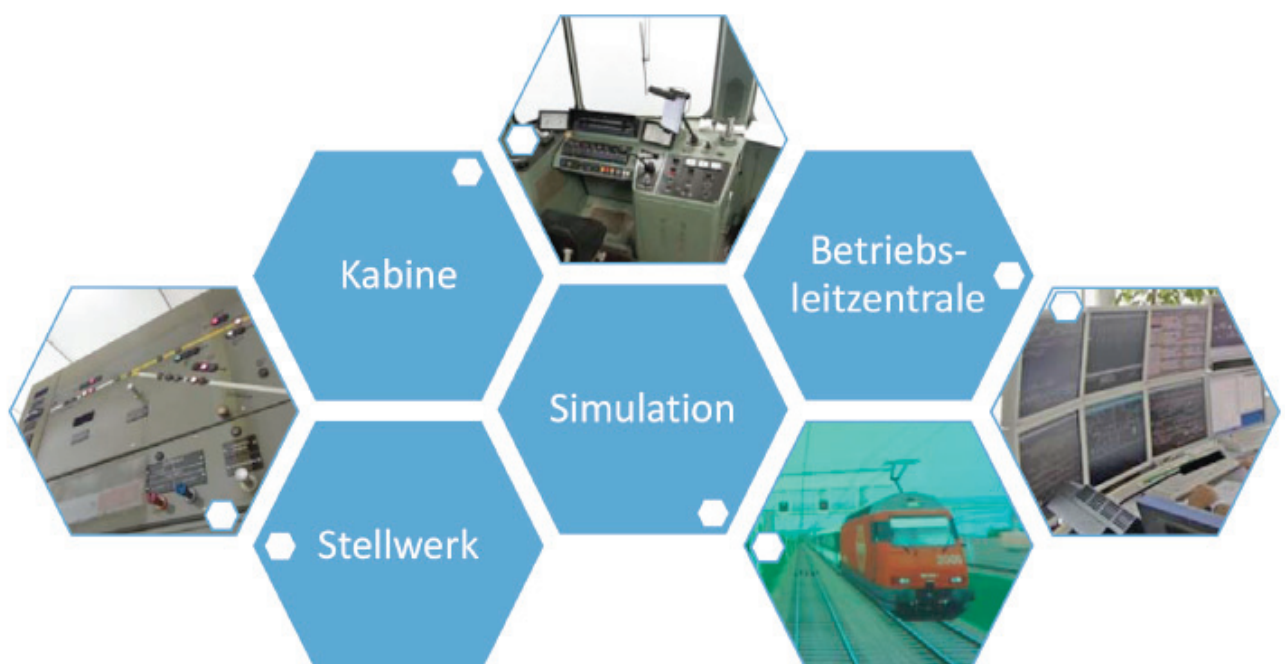 Kabine
Betriebs-
leitzentrale
Simulation
Stellwerk